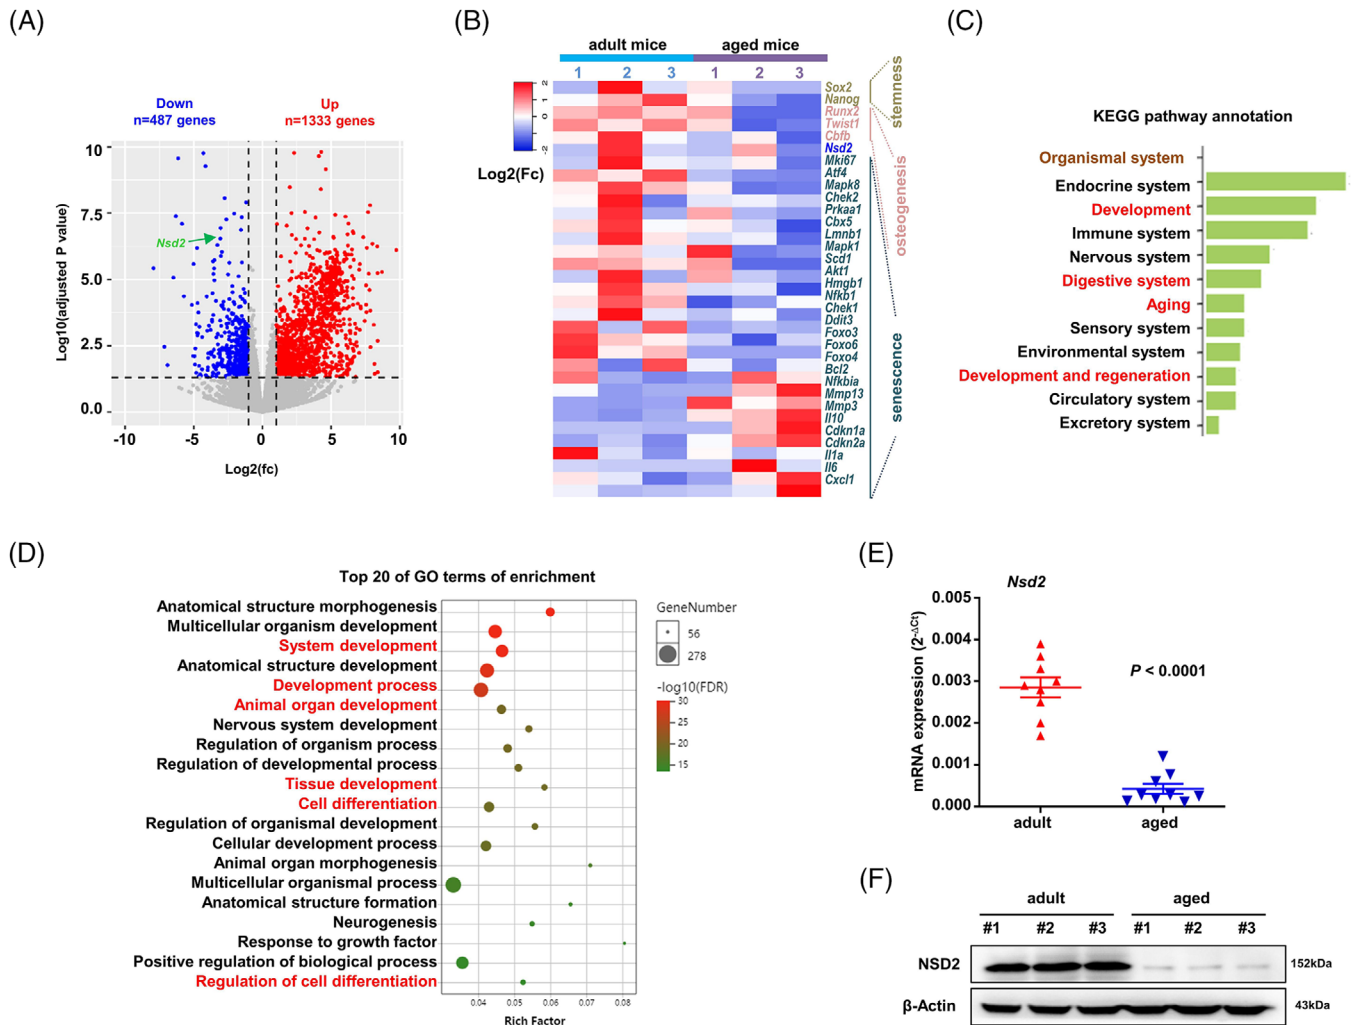 (A)
Down
n=487 genes
Up
n=1333 genes
Log10(adjusted P value)
10
7.5
5.0
2.5
0.0
Nsd2
-10
-5
0
5
10
Log2(fc)
(B)
adult mice
aged mice
1
2
3
1
2
3
2
1
0
-1
-2
Log2(Fc)
Sox2
Nanog
Runx2
Twist1
Cbfb
Nsd2
Mki67
Atf4
Mapk8
Chek2
Prkaa1
Cbx5
Lmnb1
Mapk1
Scd1
Akt1
Hmgb1
Nfkb1
Chek1
Ddit3
Foxo3
Foxo6
Foxo4
Bcl2
Nfkbia
Mmp13
Mmp3
Il10
Cdkn1a
Cdkn2a
Il1a
Il6
Cxcl1
stemness
osteogenesis
senescence
(C)
KEGG pathway annotation
Organismal system
Endocrine system
Development
Immune system
Nervous system
Digestive system
Aging
Sensory system
Environmental system
Development and regeneration
Circulatory system
Excretory system
(D)
Top 20 of GO terms of enrichment
Anatomical structure morphogenesis
Multicellular organism development
System development
Anatomical structure development
Development process
Animal organ development
Nervous system development
Regulation of organism process
Regulation of developmental process
Tissue development
Cell differentiation
Regulation of organismal development
Cellular development process
Animal organ morphogenesis
Multicellular organismal process
Anatomical structure formation
Neurogenesis
Response to growth factor
Positive regulation of biological process
Regulation of cell differentiation
0.04
0.05
0.06
0.07
0.08
Rich Factor
GeneNumber
56
278
-log10(FDR)
30
20
15
(E)
Nsd2
mRNA expression (2-ΔCt)
0.005
0.004
0.003
0.002
0.001
0.000
P < 0.0001
adult
aged
(F)
adult
aged
#1
#2
#3
#1
#2
#3
NSD2
152kDa
β-Actin
43kDa